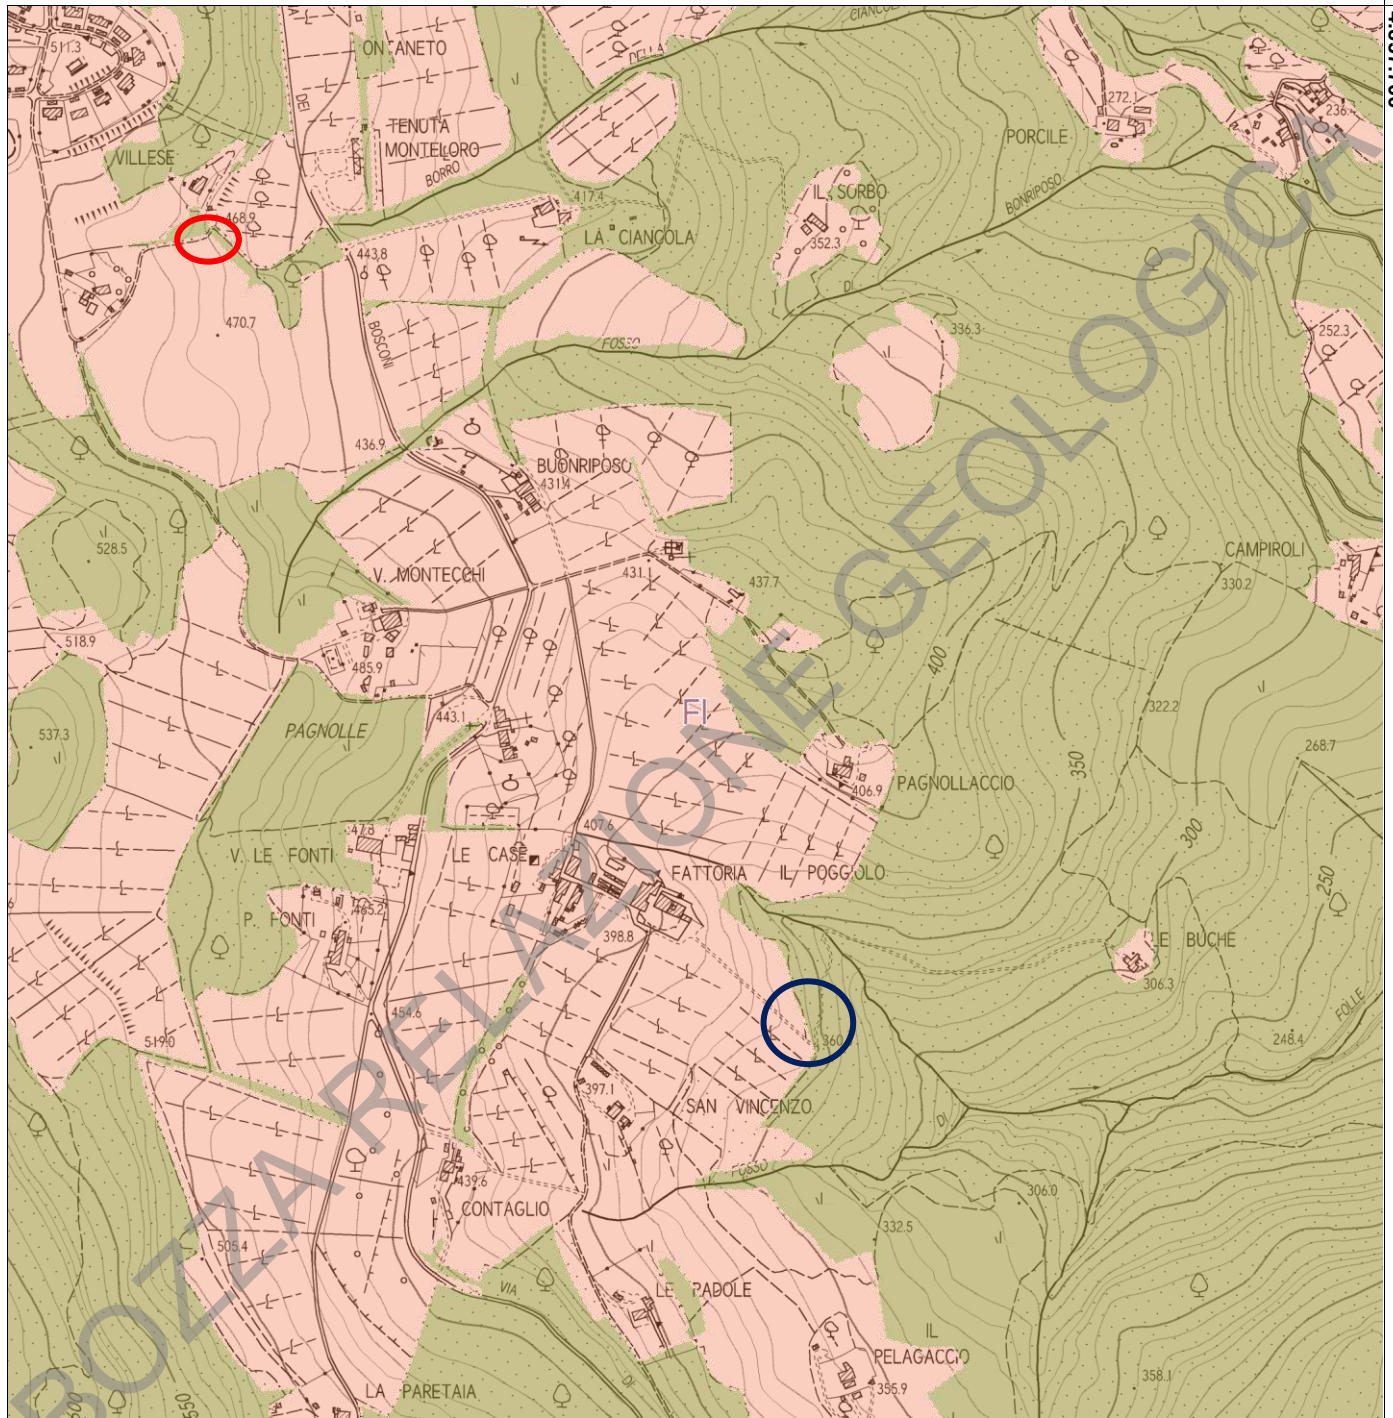 CIANCOLA
511.3
ONTANETO
DELLA
DEI
272.1
236.4
TENUTA
MONTELORO
PORCILE
VILLESE
BORRO
417.4
IL SORBO
BONRIPOSO
468.9
LA CIANCOLA
352.3
443.8
DI
470.7
BOSCONI
336.3
252.3
FOSSO
436.9
BUONRIPOSO
431.4
528.5
CAMPIROLI
V. MONTECCHI
431.1
437.7
330.2
518.9
485.9
400
443.1
FI
322.2
537.3
PAGNOLLE
268.7
350
PAGNOLLACCIO
406.9
407.6
300
V. LE FONTI
LE CASE
FATTORIA / IL POGGIOLO
250
465.2
P. FONTI
398.8
LE BUCHE
306.3
454.6
FOLLE
519.0
360
248.4
397.1
SAN VINCENZO
DI
FOSSO
439.6
306.0
CONTAGLIO
332.5
505.4
VIA
LE PADOLE
IL
PELAGACCIO
DI
358.1
LA PARETAIA
355.9
550
BOZZA RELAZIONE GEOLOGICA